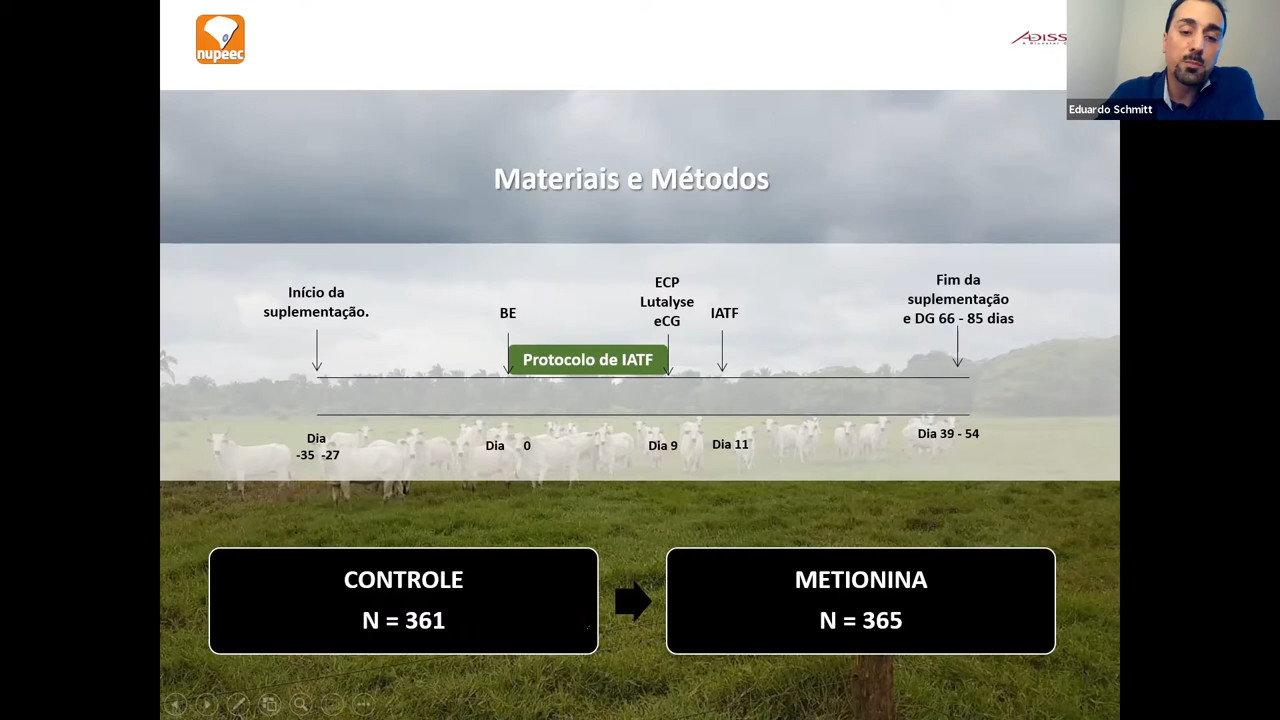 nupeec
Eduardo Schmitt
Materiais e Métodos
Início da
suplementação.
BE
ECP
Lutalyse
eCG
IATF
Fim da
suplementação
e DG 66 - 85 dias
Protocolo de IATF
Dia
-35 -27
Dia 0
Dia 9
Dia 11
Dia 39 - 54
CONTROLE
N = 361
METIONINA
N = 365